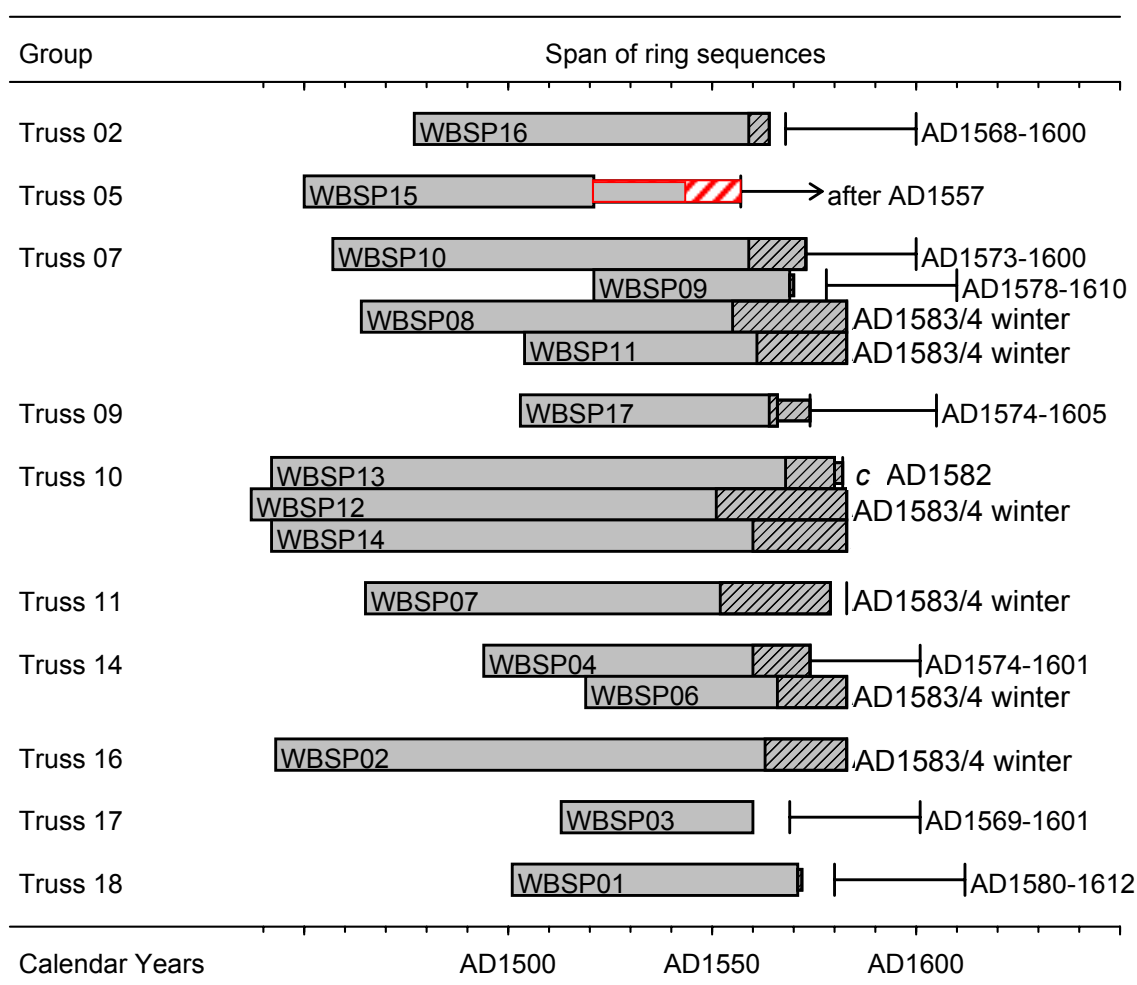 Group Span of ring sequences
Truss 02 WBSP16 AD1568-1600
Truss 05 WBSP15 after AD1557
Truss 07 WBSP10 AD1573-1600
WBSP09 AD1578-1610
WBSP08 AD1583/4 winter
WBSP11 AD1583/4 winter
Truss 09 WBSP17 AD1574-1605
Truss 10 WBSP13 c AD1582
WBSP12 AD1583/4 winter
WBSP14
Truss 11 WBSP07 AD1583/4 winter
Truss 14 WBSP04 AD1574-1601
WBSP06 AD1583/4 winter
Truss 16 WBSP02 AD1583/4 winter
Truss 17 WBSP03 AD1569-1601
Truss 18 WBSP01 AD1580-1612
Calendar Years AD1500 AD1550 AD1600